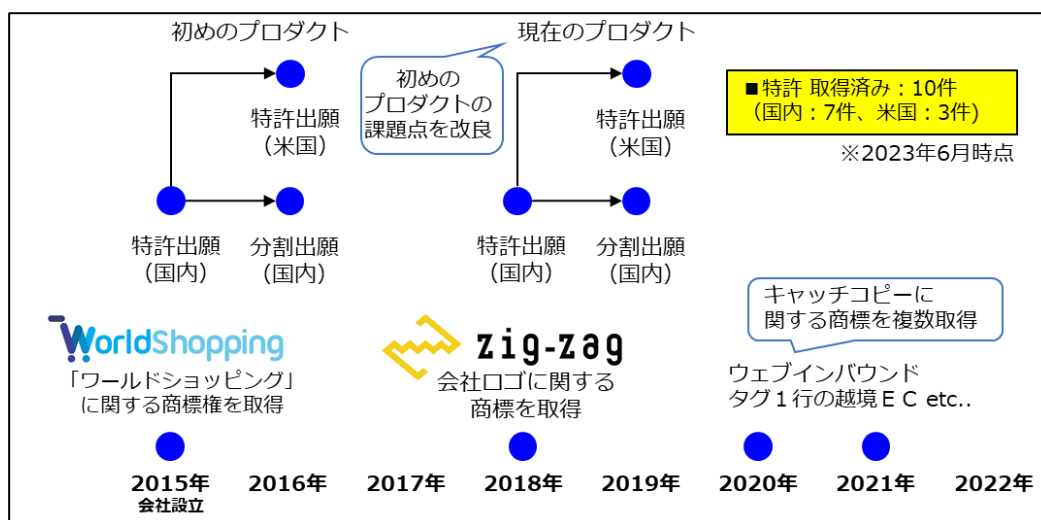 初めのプロダクト
現在のプロダクト
初めの
プロダクトの
課題点を改良
■特許 取得済み：10件
（国内：7件、米国：3件)
※2023年6月時点
特許出願
（米国）
特許出願
（米国）
特許出願
（国内）
分割出願
（国内）
特許出願
（国内）
分割出願
（国内）
キャッチコピーに
関する商標を複数取得
WorldShopping
「ワールドショッピング」
に関する商標権を取得
zig-zag
会社ロゴに関する
商標を取得
ウェブインバウンド
タグ１行の越境ＥＣ etc..
2015年
会社設立
2016年
2017年
2018年
2019年
2020年
2021年
2022年